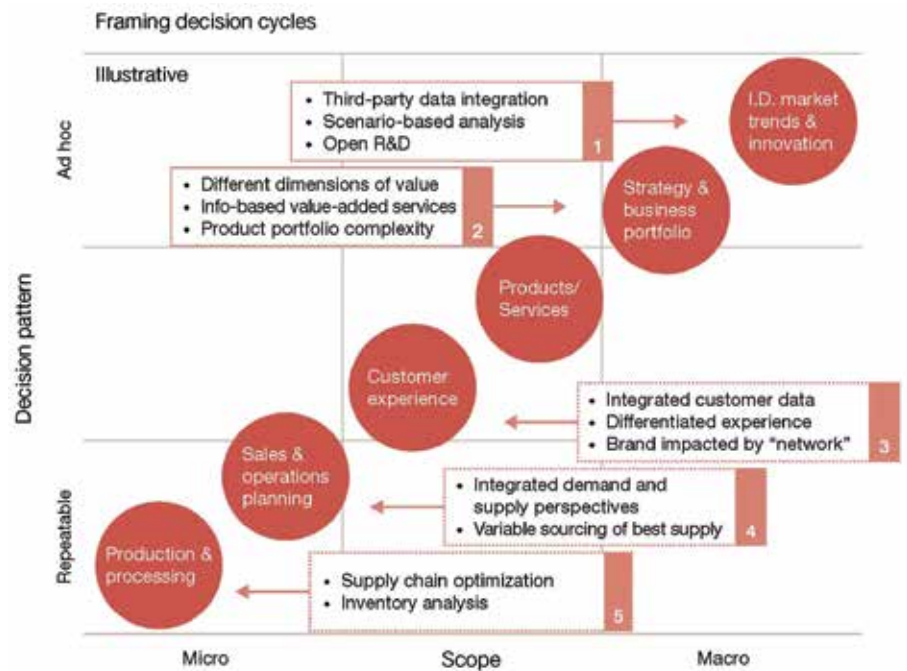 Framing decision cycles
Illustrative
• Third-party data integration
• Scenario-based analysis
• Open R&D
1
I.D. market
trends &
innovation
• Different dimensions of value
• Info-based value-added services
• Product portfolio complexity
2
Strategy &
business
portfolio
Products/
Services
Customer
experience
• Integrated customer data
• Differentiated experience
• Brand impacted by “network”
3
Sales &
operations
planning
• Integrated demand and
supply perspectives
• Variable sourcing of best supply
4
Production &
processing
• Supply chain optimization
• Inventory analysis
5
Ad hoc
Decision pattern
Repeatable
Micro
Scope
Macro